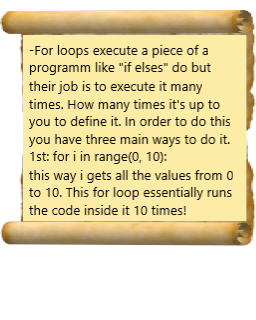 -For loops execute a piece of a
programm like "if elses" do but
their job is to execute it many
times. How many times it's up to
you to define it. In order to do this
you have three main ways to do it.
1st: for i in range(0, 10):
this way i gets all the values from 0
to 10. This for loop essentially runs
the code inside it 10 times!